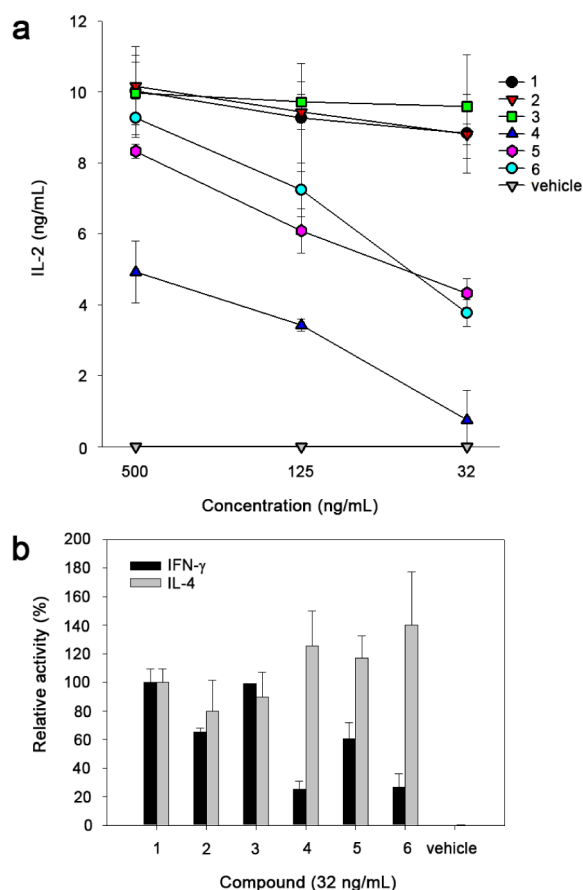 a
12
10
8
6
4
2
0
IL-2 (ng/mL)
500 125 32
Concentration (ng/mL)
1
2
3
4
5
6
vehicle
b
200
180
160
140
120
100
80
60
40
20
0
Relative activity (%)
IFN-γ
IL-4
1 2 3 4 5 6 vehicle
Compound (32 ng/mL)